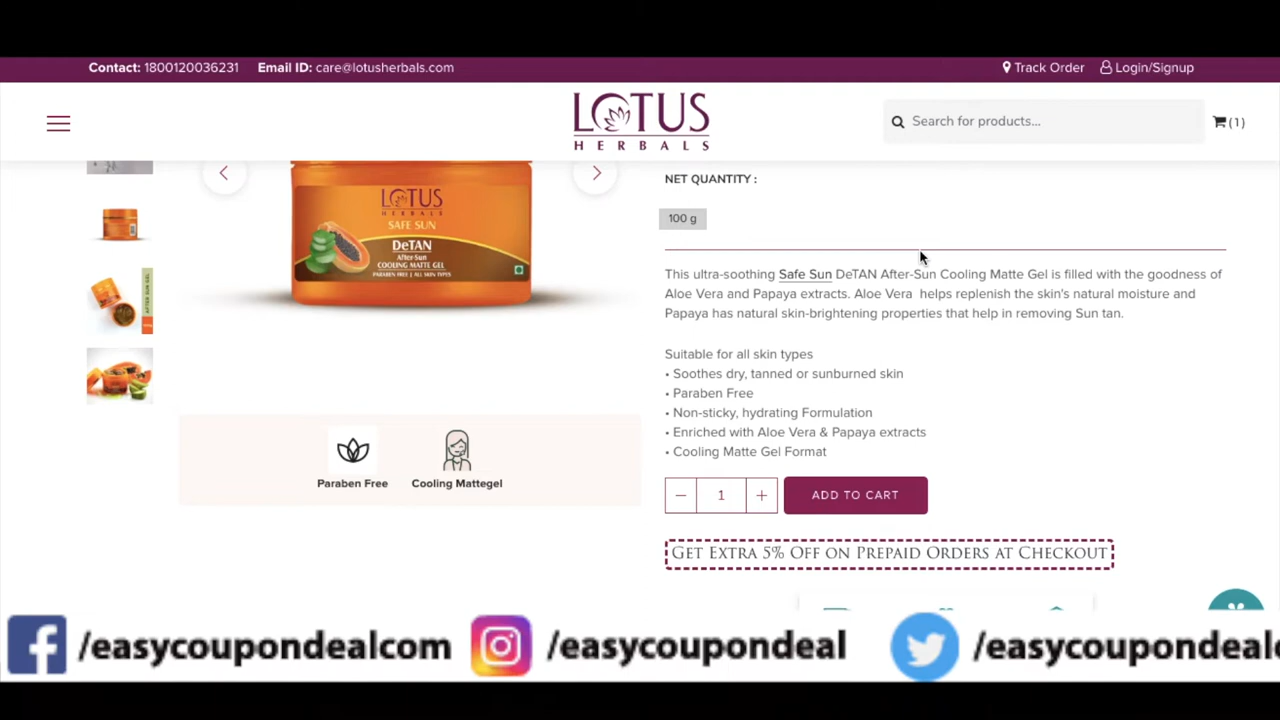 Contact: 1800120036231 Email ID: care@lotusherbals.com Track Order Login/Signup
LOTUS
HERBALS
Search for products...
(1)
LOTUS
HERBALS
SAFE SUN
DeTAN
After-Sun
COOLING MATTE GEL
PARABEN FREE | ALL SKIN TYPES
NET QUANTITY :
100 g
This ultra-soothing Safe Sun DeTAN After-Sun Cooling Matte Gel is filled with the goodness of
Aloe Vera and Papaya extracts. Aloe Vera helps replenish the skin's natural moisture and
Papaya has natural skin-brightening properties that help in removing Sun tan.
Suitable for all skin types
• Soothes dry, tanned or sunburned skin
• Paraben Free
• Non-sticky, hydrating Formulation
• Enriched with Aloe Vera & Papaya extracts
• Cooling Matte Gel Format
Paraben Free Cooling Mattegel
1
ADD TO CART
GET EXTRA 5% OFF ON PREPAID ORDERS AT CHECKOUT
/easycoupondealcom /easycoupondeal /easycoupondealc